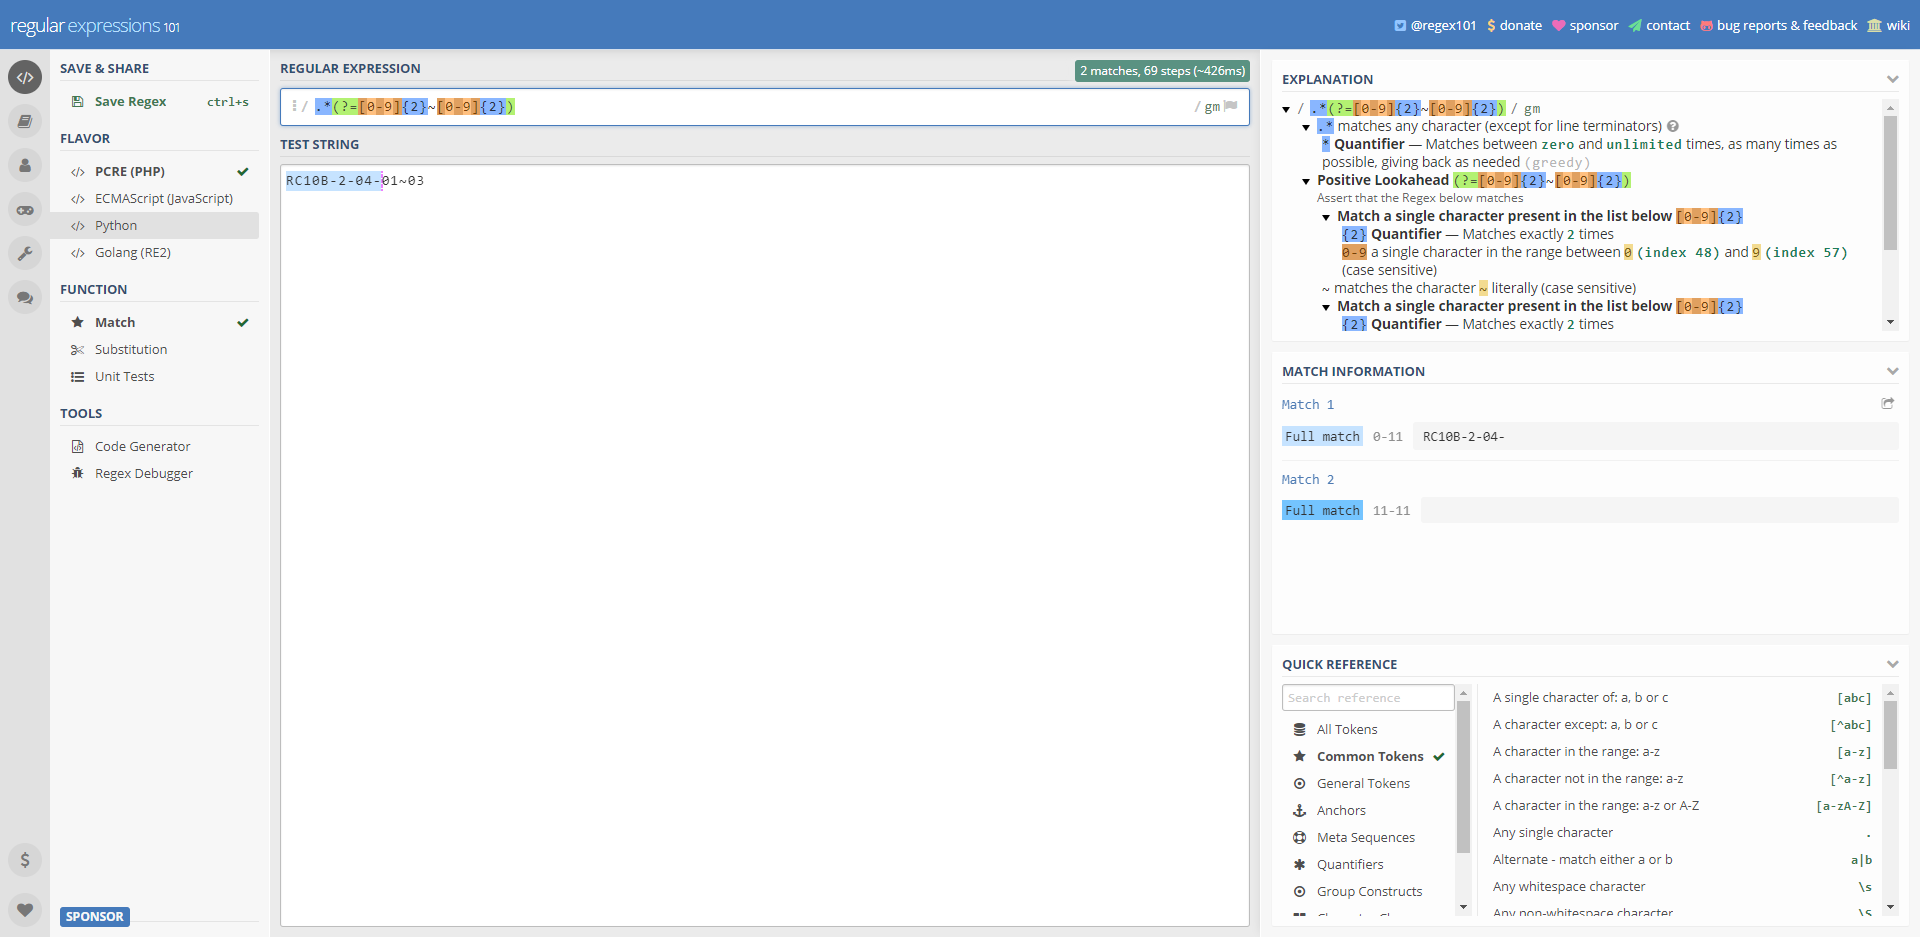 regular expressions 101
@regex101 $ donate sponsor contact bug reports & feedback wiki
SAVE & SHARE
Save Regex ctrl+s
FLAVOR
</> PCRE (PHP)
</> ECMAScript (JavaScript)
</> Python
</> Golang (RE2)
FUNCTION
Match
Substitution
Unit Tests
TOOLS
Code Generator
Regex Debugger
$
SPONSOR
REGULAR EXPRESSION
2 matches, 69 steps (~426ms)
/ .*(?=[0-9]{2}~[0-9]{2}) / gm
TEST STRING
RC10B-2-04-01~03
EXPLANATION
/ .*(?=[0-9]{2}~[0-9]{2}) / gm
.* matches any character (except for line terminators)
* Quantifier — Matches between zero and unlimited times, as many times as
possible, giving back as needed (greedy)
Positive Lookahead (?=[0-9]{2}~[0-9]{2})
Assert that the Regex below matches
Match a single character present in the list below [0-9]{2}
{2} Quantifier — Matches exactly 2 times
0-9 a single character in the range between 0 (index 48) and 9 (index 57)
(case sensitive)
~ matches the character ~ literally (case sensitive)
Match a single character present in the list below [0-9]{2}
{2} Quantifier — Matches exactly 2 times
MATCH INFORMATION
Match 1
Full match 0-11 RC10B-2-04-
Match 2
Full match 11-11
QUICK REFERENCE
Search reference
All Tokens
Common Tokens
General Tokens
Anchors
Meta Sequences
Quantifiers
Group Constructs
A single character of: a, b or c [abc]
A character except: a, b or c [^abc]
A character in the range: a-z [a-z]
A character not in the range: a-z [^a-z]
A character in the range: a-z or A-Z [a-zA-Z]
Any single character .
Alternate - match either a or b a|b
Any whitespace character \s
Any non-whitespace character \S